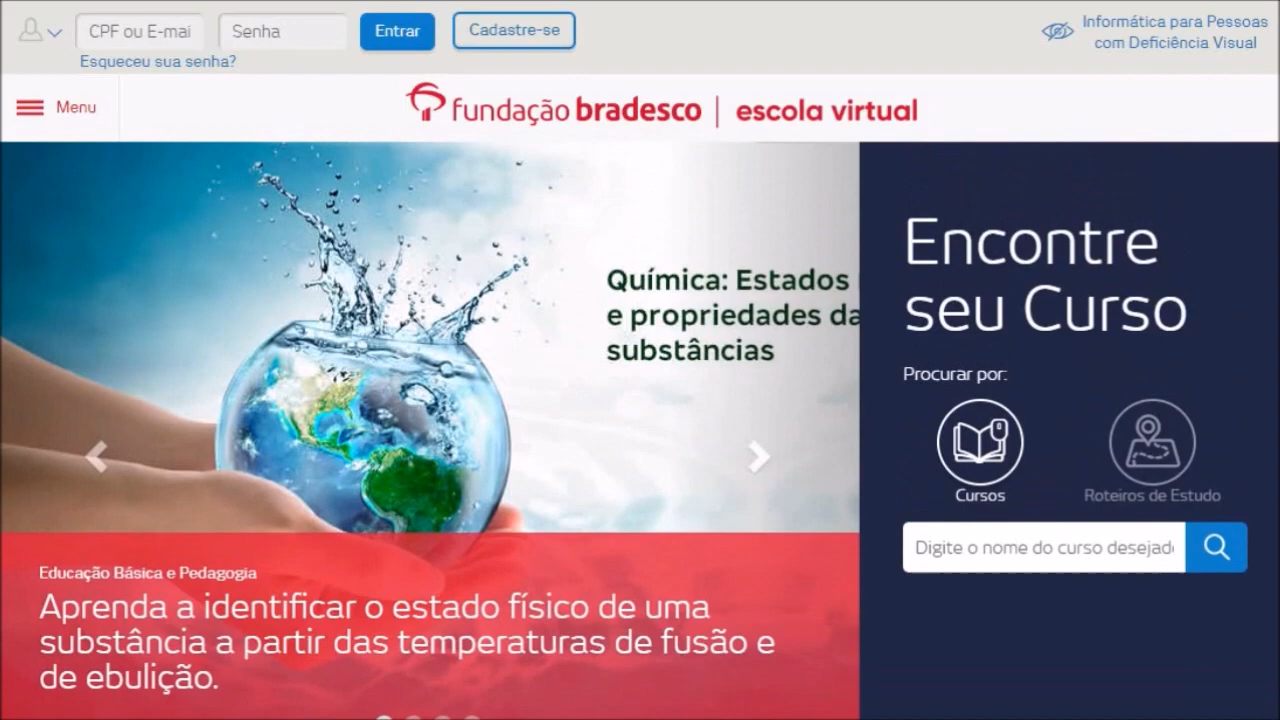 CPF ou E-mai
Senha
Entrar
Cadastre-se
Esqueceu sua senha?
Informática para Pessoas
com Deficiência Visual
Menu
fundação bradesco | escola virtual
Química: Estados
e propriedades da
substâncias
Encontre
seu Curso
Procurar por:
Cursos
Roteiros de Estudo
Digite o nome do curso desejad
Educação Básica e Pedagogia
Aprenda a identificar o estado físico de uma
substância a partir das temperaturas de fusão e
de ebulição.